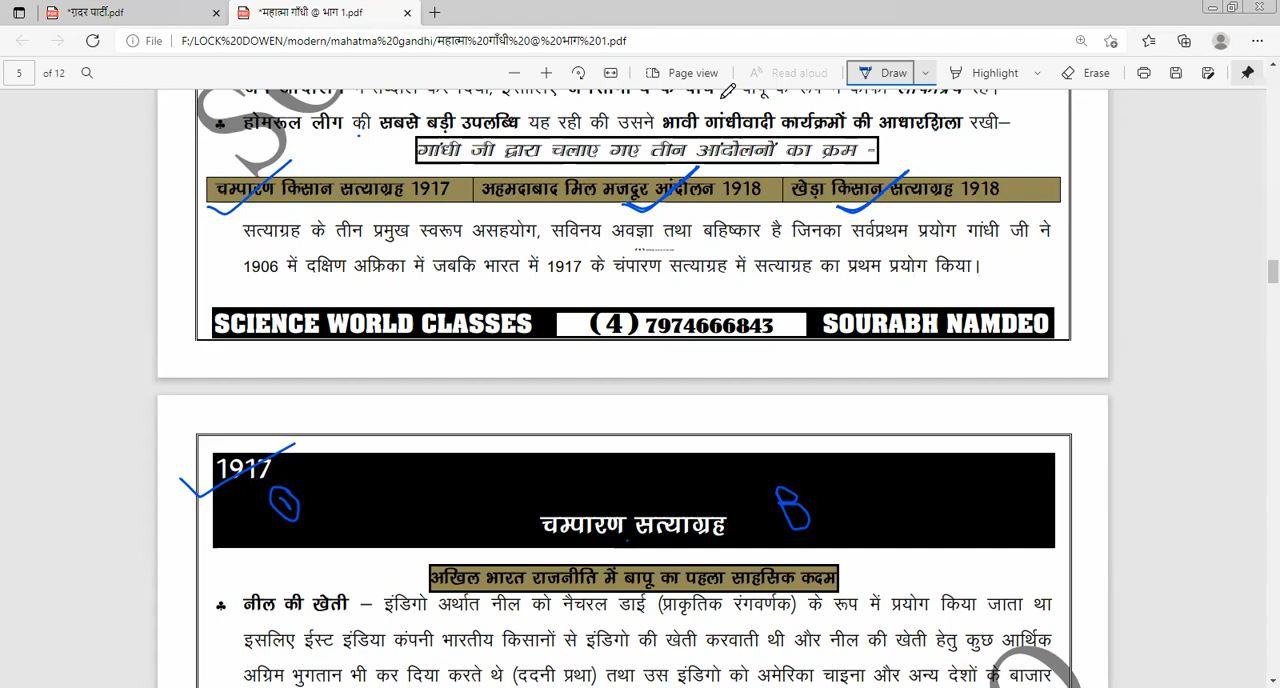 *ग़दर पार्टी.pdf
*महात्मा गाँधी @ भाग 1.pdf
File F:/LOCK%20DOWEN/modern/mahatma%20gandhi/महात्मा%20गाँधी%20@%20भाग%201.pdf
5 of 12 Page view Read aloud Draw Highlight Erase
♣ होमरूल लीग की सबसे बड़ी उपलब्धि यह रही की उसने भावी गांधीवादी कार्यक्रमों की आधारशिला रखी–
गांधी जी द्वारा चलाए गए तीन आंदोलनों का क्रम -
चम्पारण किसान सत्याग्रह 1917 अहमदाबाद मिल मजदूर आंदोलन 1918 खेड़ा किसान सत्याग्रह 1918
सत्याग्रह के तीन प्रमुख स्वरूप असहयोग, सविनय अवज्ञा तथा बहिष्कार है जिनका सर्वप्रथम प्रयोग गांधी जी ने
1906 में दक्षिण अफ्रिका में जबकि भारत में 1917 के चंपारण सत्याग्रह में सत्याग्रह का प्रथम प्रयोग किया।
SCIENCE WORLD CLASSES (4) 7974666843 SOURABH NAMDEO
1917
B
चम्पारण सत्याग्रह
अखिल भारत राजनीति में बापू का पहला साहसिक कदम
♣ नील की खेती – इंडिगो अर्थात नील को नैचरल डाई (प्राकृतिक रंगवर्णक) के रूप में प्रयोग किया जाता था
इसलिए ईस्ट इंडिया कंपनी भारतीय किसानों से इंडिगो की खेती करवाती थी और नील की खेती हेतु कुछ आर्थिक
अग्रिम भुगतान भी कर दिया करते थे (ददनी प्रथा) तथा उस इंडिगो को अमेरिका चाइना और अन्य देशों के बाजार